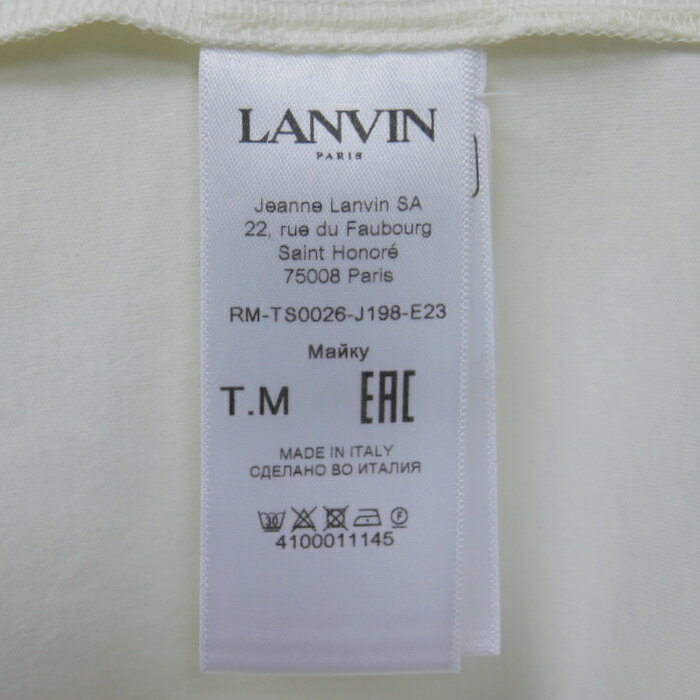 LANVIN
PARIS
Jeanne Lanvin SA
22, rue du Faubourg
Saint Honoré
75008 Paris
RM-TS0026-J198-E23
Майку
T.M EAC
MADE IN ITALY
СДЕЛАНО ВО ИТАЛИЯ
30 F
4100011145